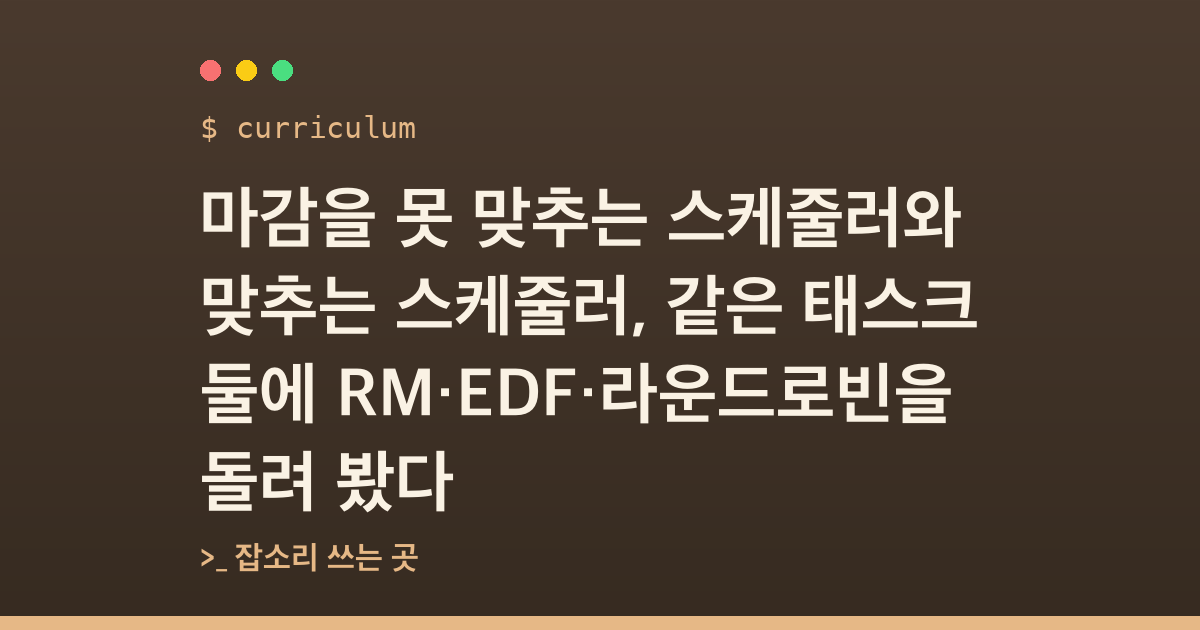 $ curriculum
마감을 못 맞추는 스케줄러와
맞추는 스케줄러, 같은 태스크
둘에 RM·EDF·라운드로빈을
돌려 봤다
>_ 잡소리 쓰는 곳